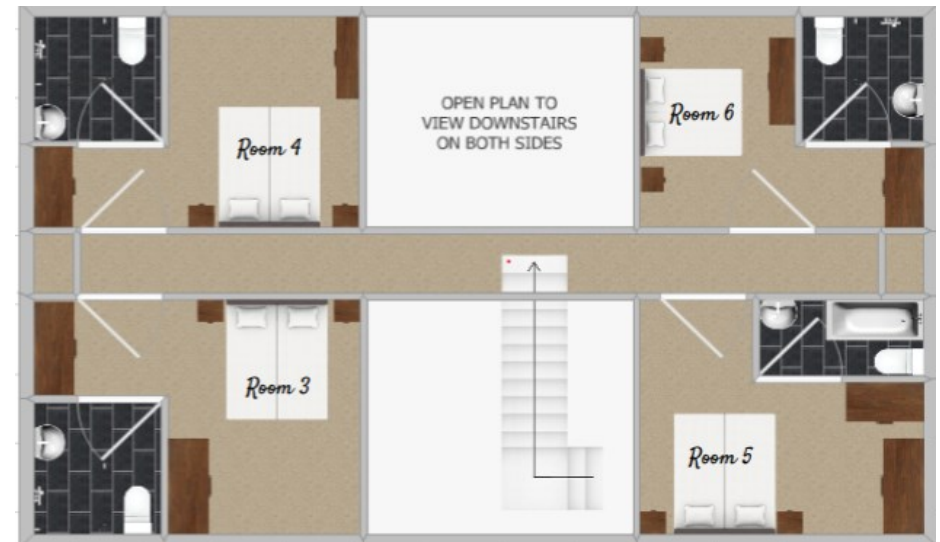 OPEN PLAN TO
VIEW DOWNSTAIRS
ON BOTH SIDES
Room 4
Room 6
Room 3
Room 5